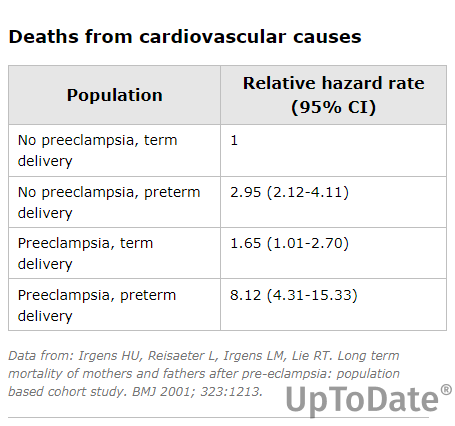 Deaths from cardiovascular causes
Population
Relative hazard rate
(95% CI)
No preeclampsia, term
delivery
1
No preeclampsia, preterm
delivery
2.95 (2.12-4.11)
Preeclampsia, term
delivery
1.65 (1.01-2.70)
Preeclampsia, preterm
delivery
8.12 (4.31-15.33)
Data from: Irgens HU, Reisaeter L, Irgens LM, Lie RT. Long term
mortality of mothers and fathers after pre-eclampsia: population
based cohort study. BMJ 2001; 323:1213.
UpToDate®